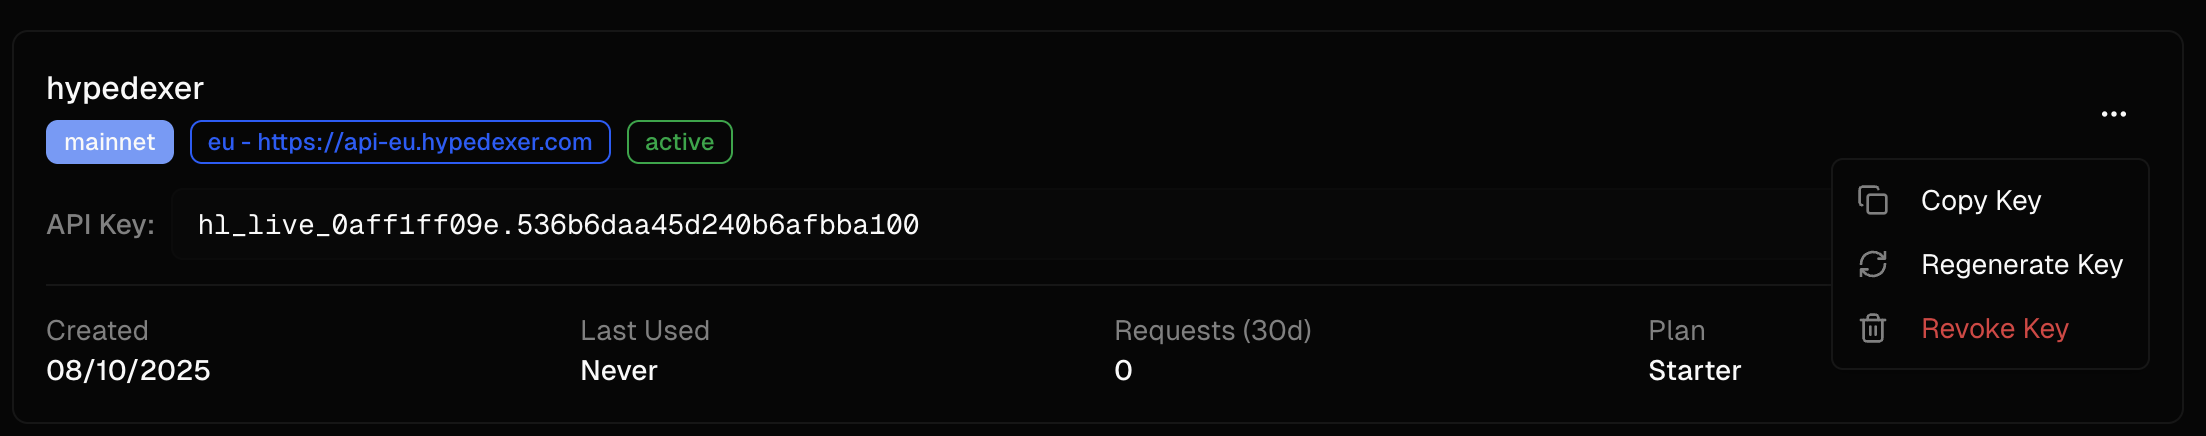 hypedexer
mainnet
eu - https://api-eu.hypedexer.com
active
API Key:
hl_live_0aff1ff09e.536b6daa45d240b6afbba100
Copy Key
Regenerate Key
Revoke Key
Created
08/10/2025
Last Used
Never
Requests (30d)
0
Plan
Starter